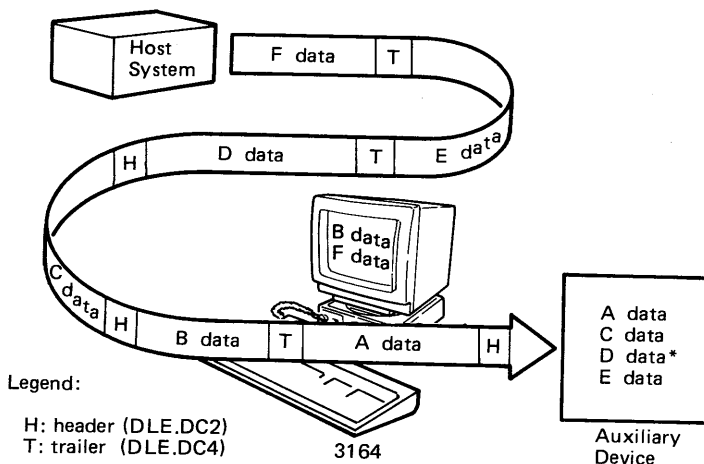 Host
System
F data T
H D data T E data
B data
F data
C data H B data T A data H
A data
C data
D data*
E data
Legend:
H: header (DLE.DC2)
T: trailer (DLE.DC4)
3164
Auxiliary
Device